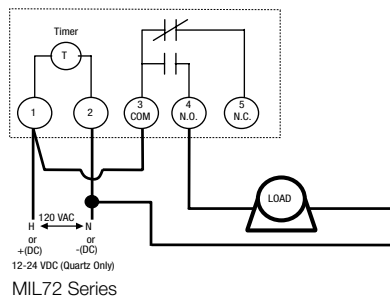 Timer
T
1
2
3
COM
4
N.O.
5
N.C.
LOAD
H 120 VAC N
or or
+(DC) -(DC)
12-24 VDC (Quartz Only)
MIL72 Series